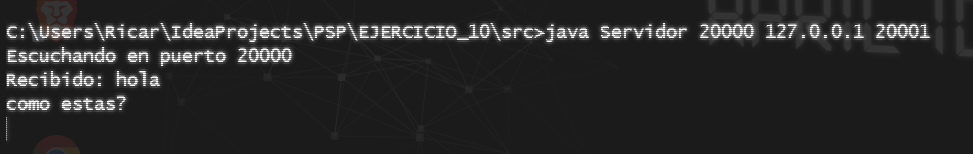 C:\Users\Ricar\IdeaProjects\PSP\EJERCICIO_10\src>java Servidor 20000 127.0.0.1 20001
Escuchando en puerto 20000
Recibido: hola
como estas?